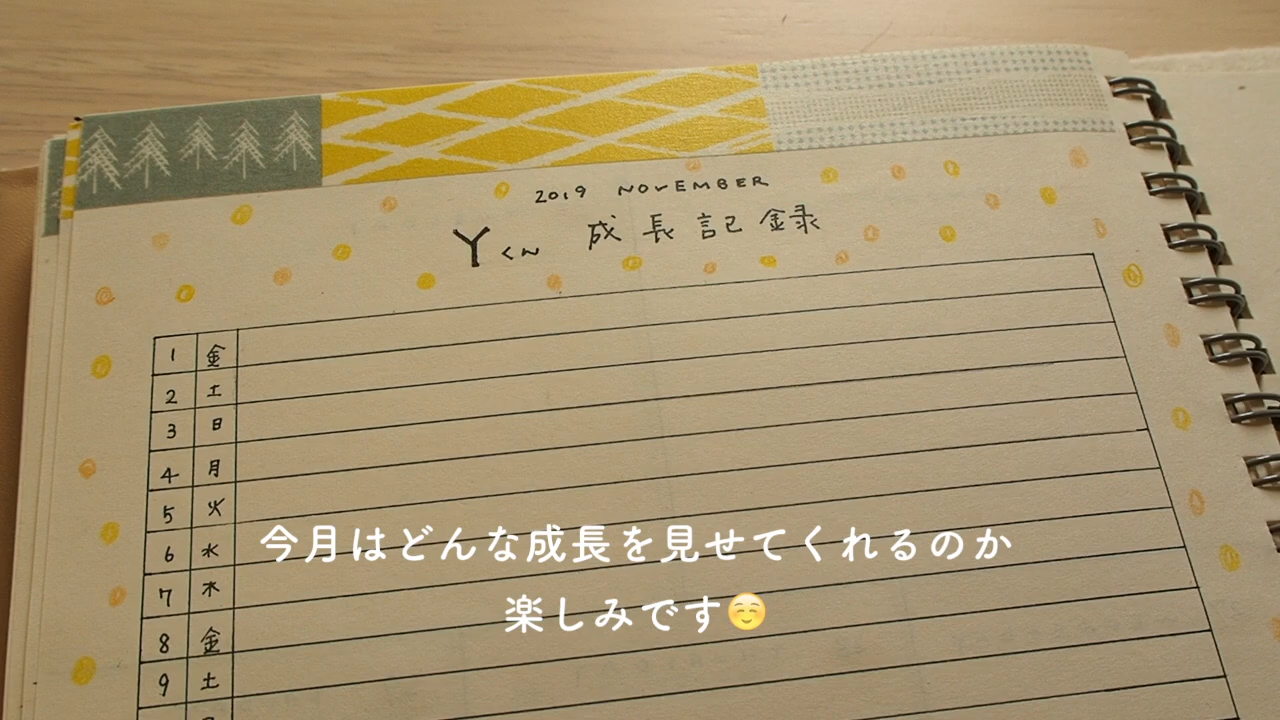 2019 NOVEMBER
Yくん 成長記録
1 金
2 土
3 日
4 月
5 火
6 水
7 木
8 金
9 土
今月はどんな成長を見せてくれるのか
楽しみです☺️